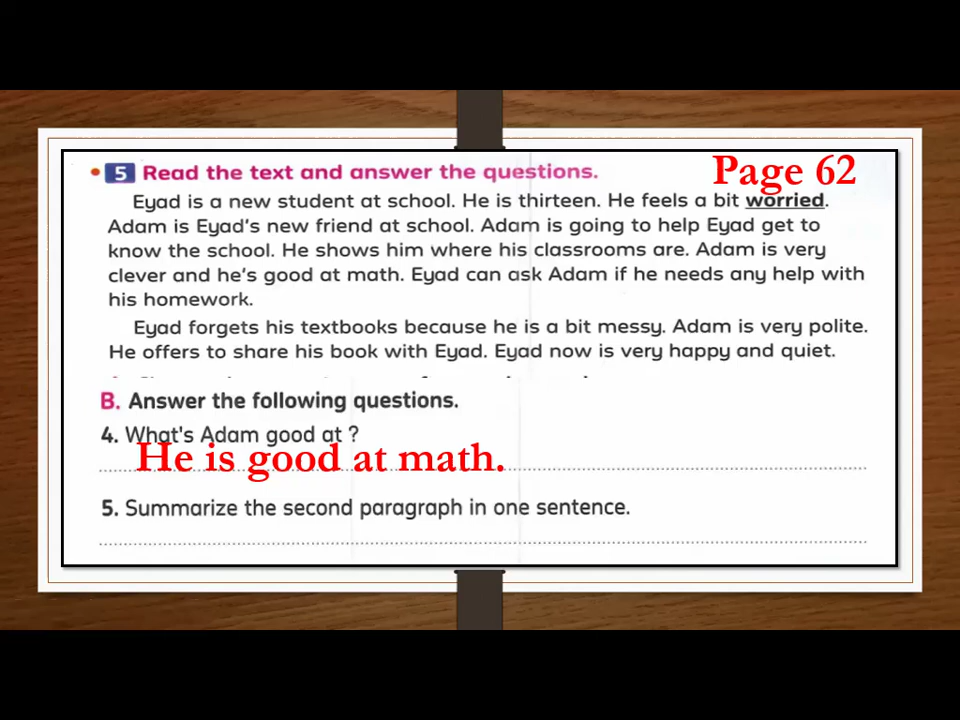 Page 62
5 Read the text and answer the questions.
Eyad is a new student at school. He is thirteen. He feels a bit worried.
Adam is Eyad's new friend at school. Adam is going to help Eyad get to
know the school. He shows him where his classrooms are. Adam is very
clever and he's good at math. Eyad can ask Adam if he needs any help with
his homework.
Eyad forgets his textbooks because he is a bit messy. Adam is very polite.
He offers to share his book with Eyad. Eyad now is very happy and quiet.
B. Answer the following questions.
4. What's Adam good at ?
He is good at math.
5. Summarize the second paragraph in one sentence.